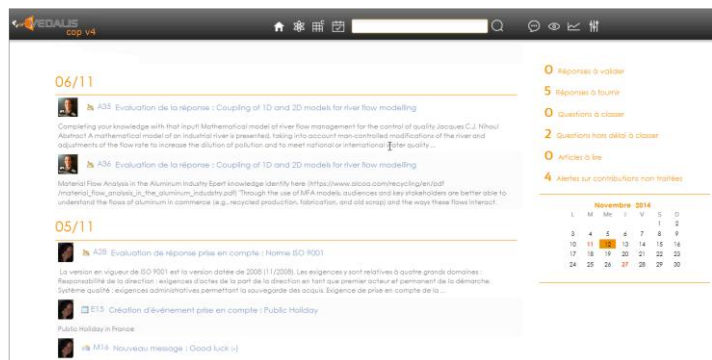 VEDALIS
cop v4
06/11
A35 Evaluation de la réponse : Coupling of 1D and 2D models for river flow modelling
Completing your knowledge with that input! Mathematical model of river flow management for the control of quality Jacques C.J. Nihoul
Abstract A mathematical model of an industrial river is presented, taking into account man-controlled modifications of the river and
adjustments of the flow rate to increase the dilution of pollution and to meet national or international water quality ...
A36 Evaluation de la réponse : Coupling of 1D and 2D models for river flow modelling
Material Flow Analysis in the Aluminum Industry Epert knowledge identify here (https://www.alcoa.com/recycling/en/pdf
/material_flow_analysis_in_the_aluminum_industry.pdf) 'Through the use of MFA models, audiences and key stakeholders are better able to
understand the flows of aluminum in commerce (e.g., recycled production, fabrication, and old scrap) and the ways these flows interact.
05/11
A28 Evaluation de réponse prise en compte : Norme ISO 9001
La version en vigueur de ISO 9001 est la version datée de 2008 (11/2008). Les exigences y sont relatives à quatre grands domaines :
Responsabilité de la direction : exigences d'actes de la part de la direction en tant que premier acteur et permanent de la démarche.
Système qualité : exigences administratives permettant la sauvegarde des acquis. Exigence de prise en compte de la ...
E15 Création d'événement prise en compte : Public Holiday
Public Holiday in France
M16 Nouveau message : Good luck :-)
0 Réponses à valider
5 Réponses à fournir
0 Questions à classer
2 Questions hors délai à classer
0 Articles à lire
4 Alertes sur contributions non traitées
Novembre 2014
L M Me J V S D
1 2
3 4 5 6 7 8 9
10 11 12 13 14 15 16
17 18 19 20 21 22 23
24 25 26 27 28 29 30